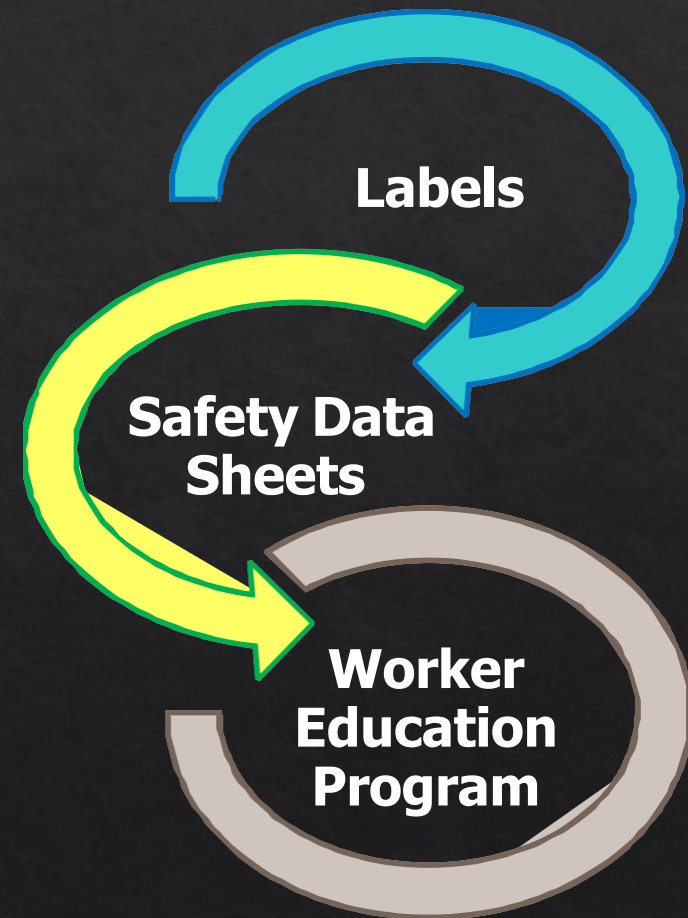 Labels
Safety Data
Sheets
Worker
Education
Program